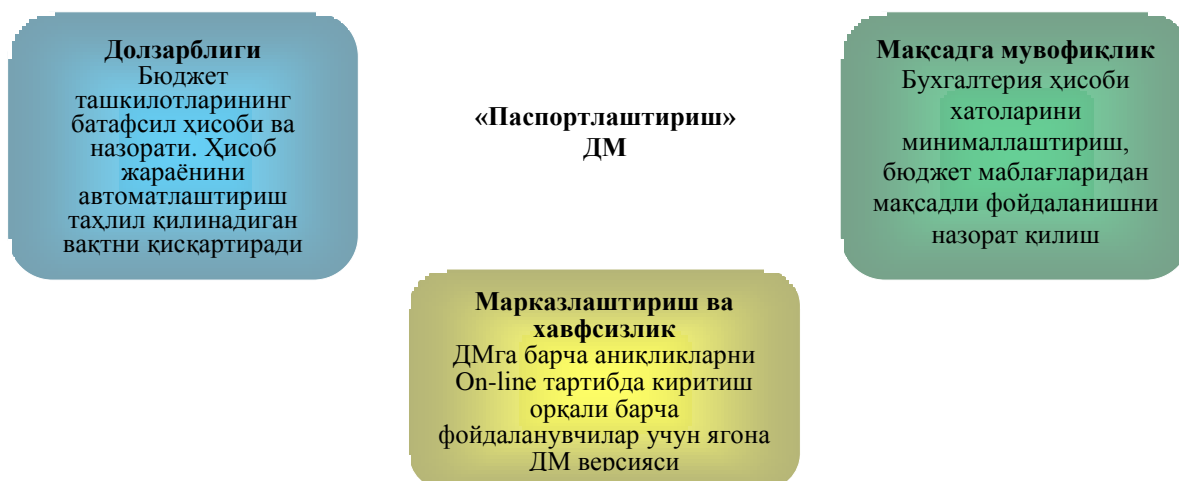 Долзарблиги
Бюджет
ташкилотларининг
батафсил ҳисоби ва
назорати. Ҳисоб
жараёнини
автоматлаштириш
таҳлил қилинадиган
вақтни қисқартиради
«Паспортлаштириш»
ДМ
Мақсадга мувофиқлик
Бухгалтерия ҳисоби
хатоларини
минималлаштириш,
бюджет маблағларидан
мақсадли фойдаланишни
назорат қилиш
Марказлаштириш ва
хавфсизлик
ДМга барча аниқликларни
On-line тартибда киритиш
орқали барча
фойдаланувчилар учун ягона
ДМ версияси